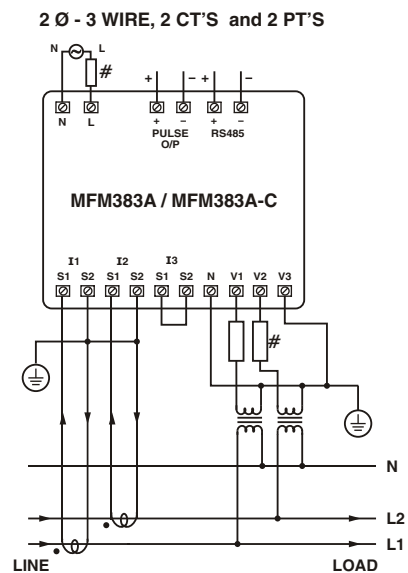 2 Ø - 3 WIRE, 2 CT'S and 2 PT'S
N L
#
+ – + –
N L + – + –
PULSE O/P RS485
MFM383A / MFM383A-C
I1 I2 I3
S1 S2 S1 S2 S1 S2 N V1 V2 V3
#
N
L2
L1
LINE LOAD